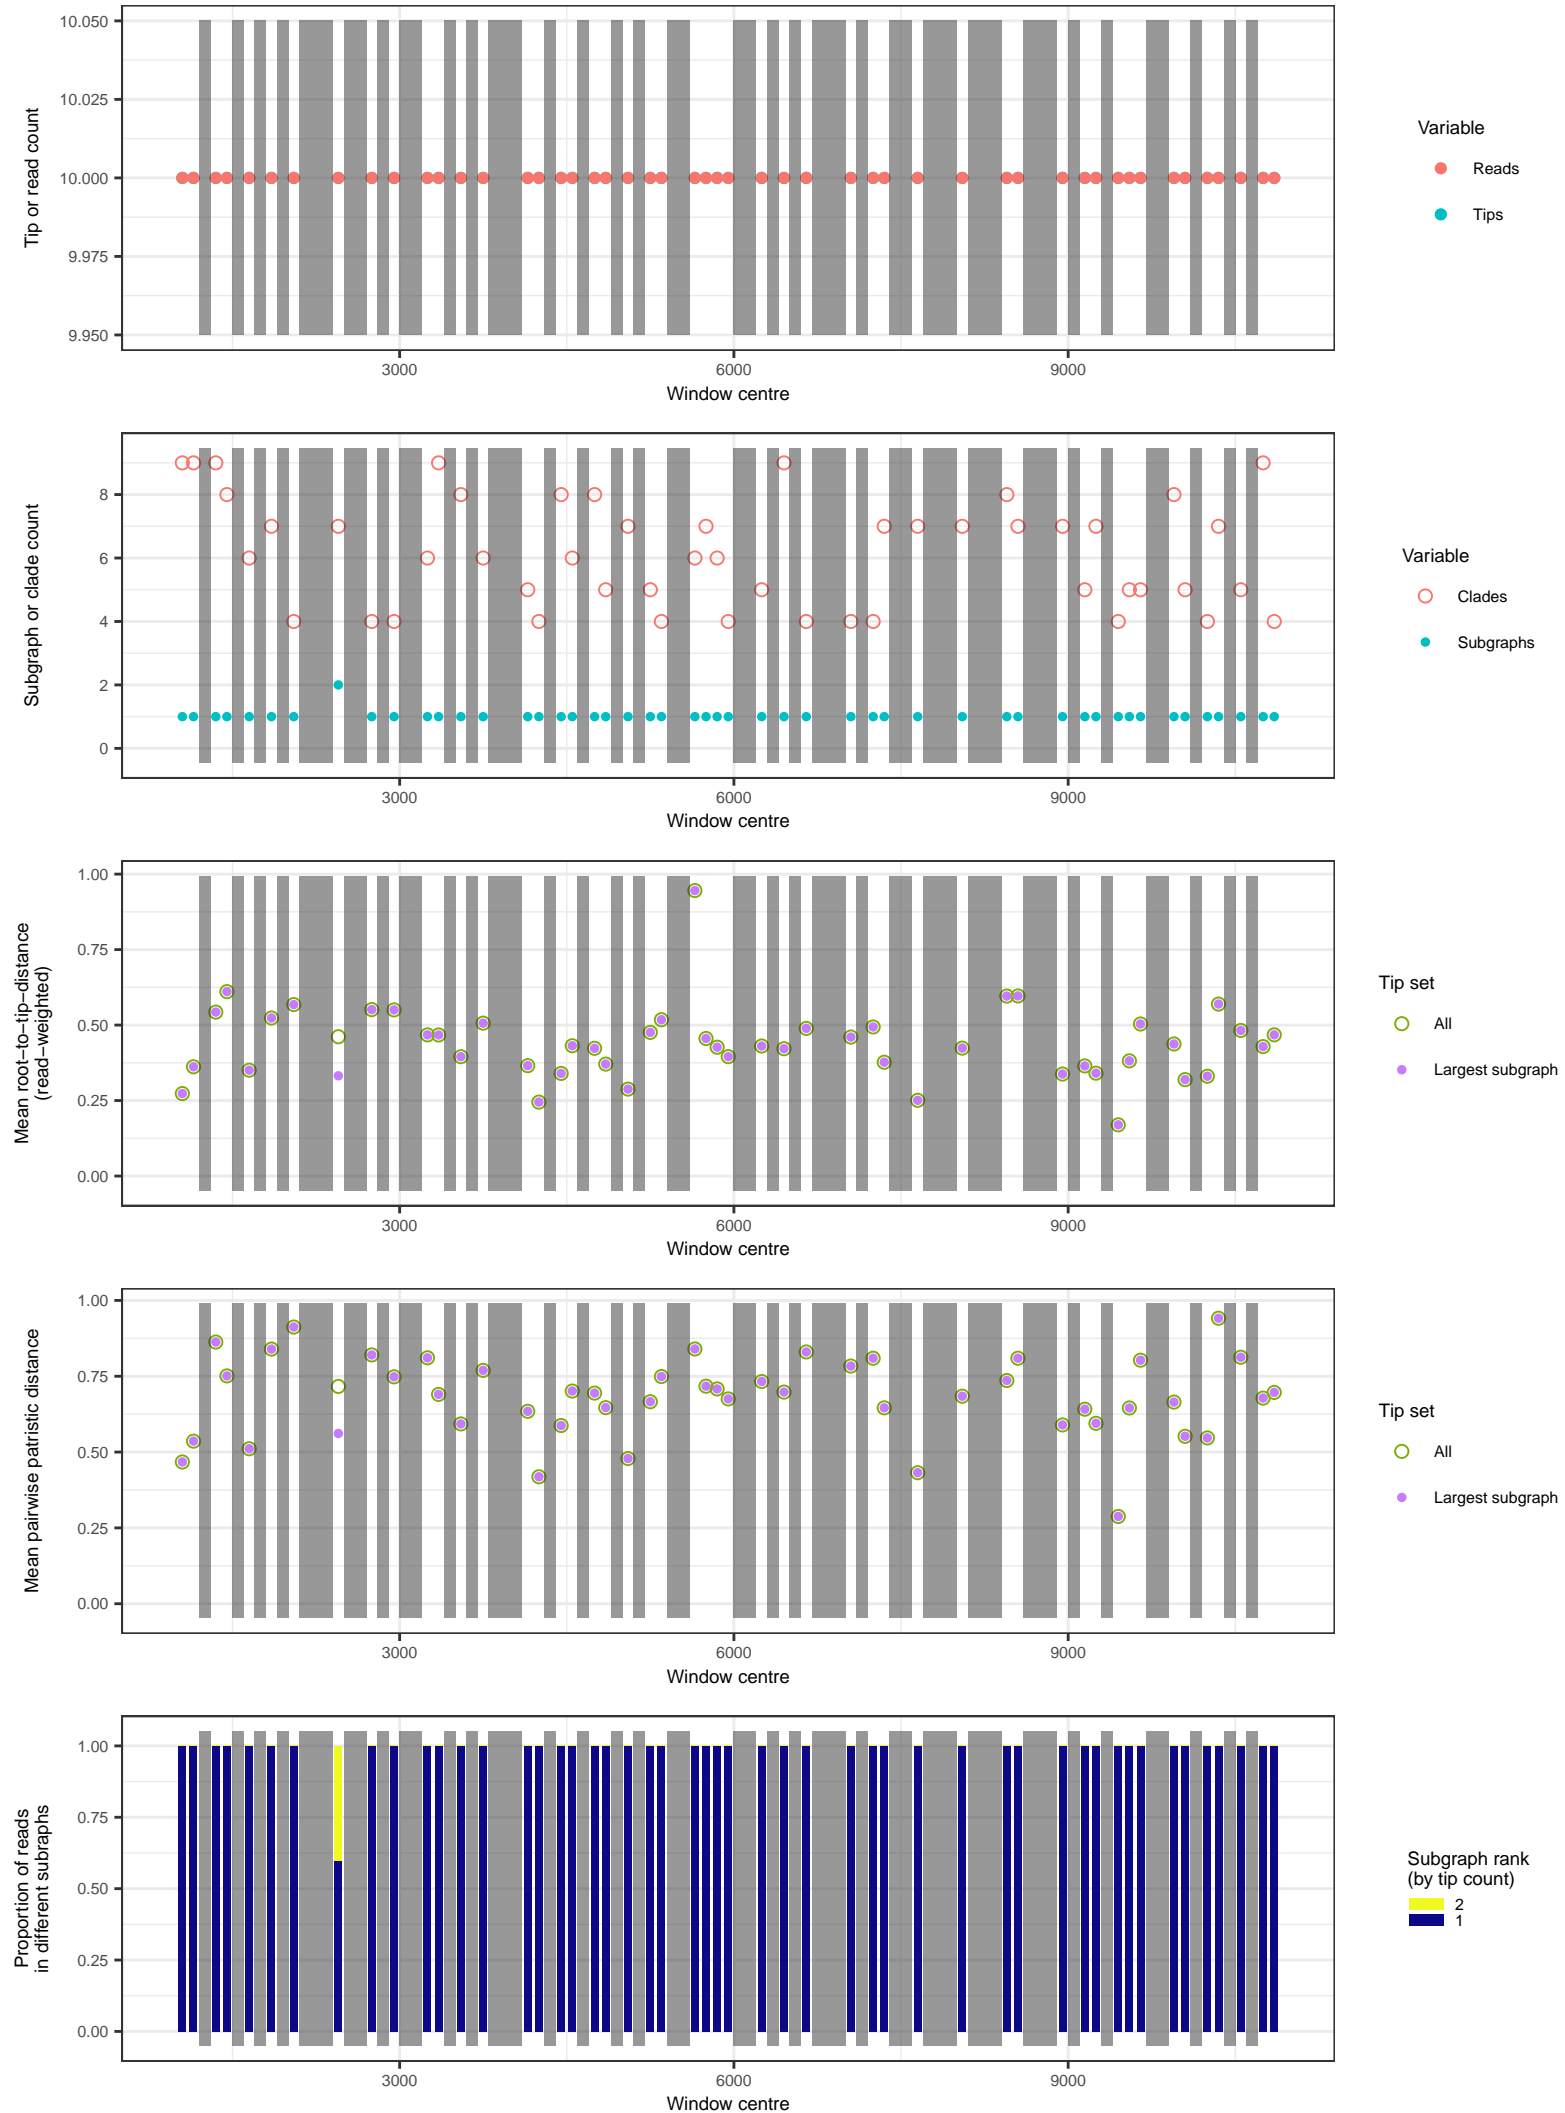 10.050
10.025
10.000
9.975
9.950
Tip or read count
3000 6000 9000
Window centre
Variable
Reads
Tips
8
6
4
2
0
Subgraph or clade count
3000 6000 9000
Window centre
Variable
Clades
Subgraphs
1.00
0.75
0.50
0.25
0.00
Mean root−to−tip−distance
(read−weighted)
3000 6000 9000
Window centre
Tip set
All
Largest subgraph
1.00
0.75
0.50
0.25
0.00
Mean pairwise patristic distance
3000 6000 9000
Window centre
Tip set
All
Largest subgraph
1.00
0.75
0.50
0.25
0.00
Proportion of reads
in different subraphs
3000 6000 9000
Window centre
Subgraph rank
(by tip count)
2
1